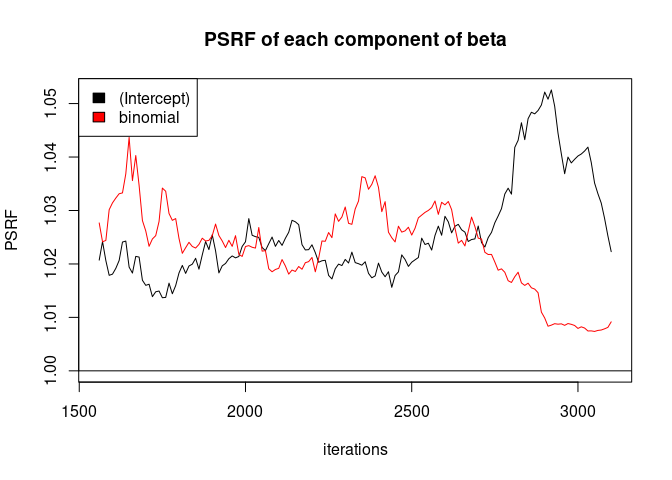 PSRF of each component of beta
(Intercept)
binomial
PSRF
1.05
1.04
1.03
1.02
1.01
1.00
1500 2000 2500 3000
iterations